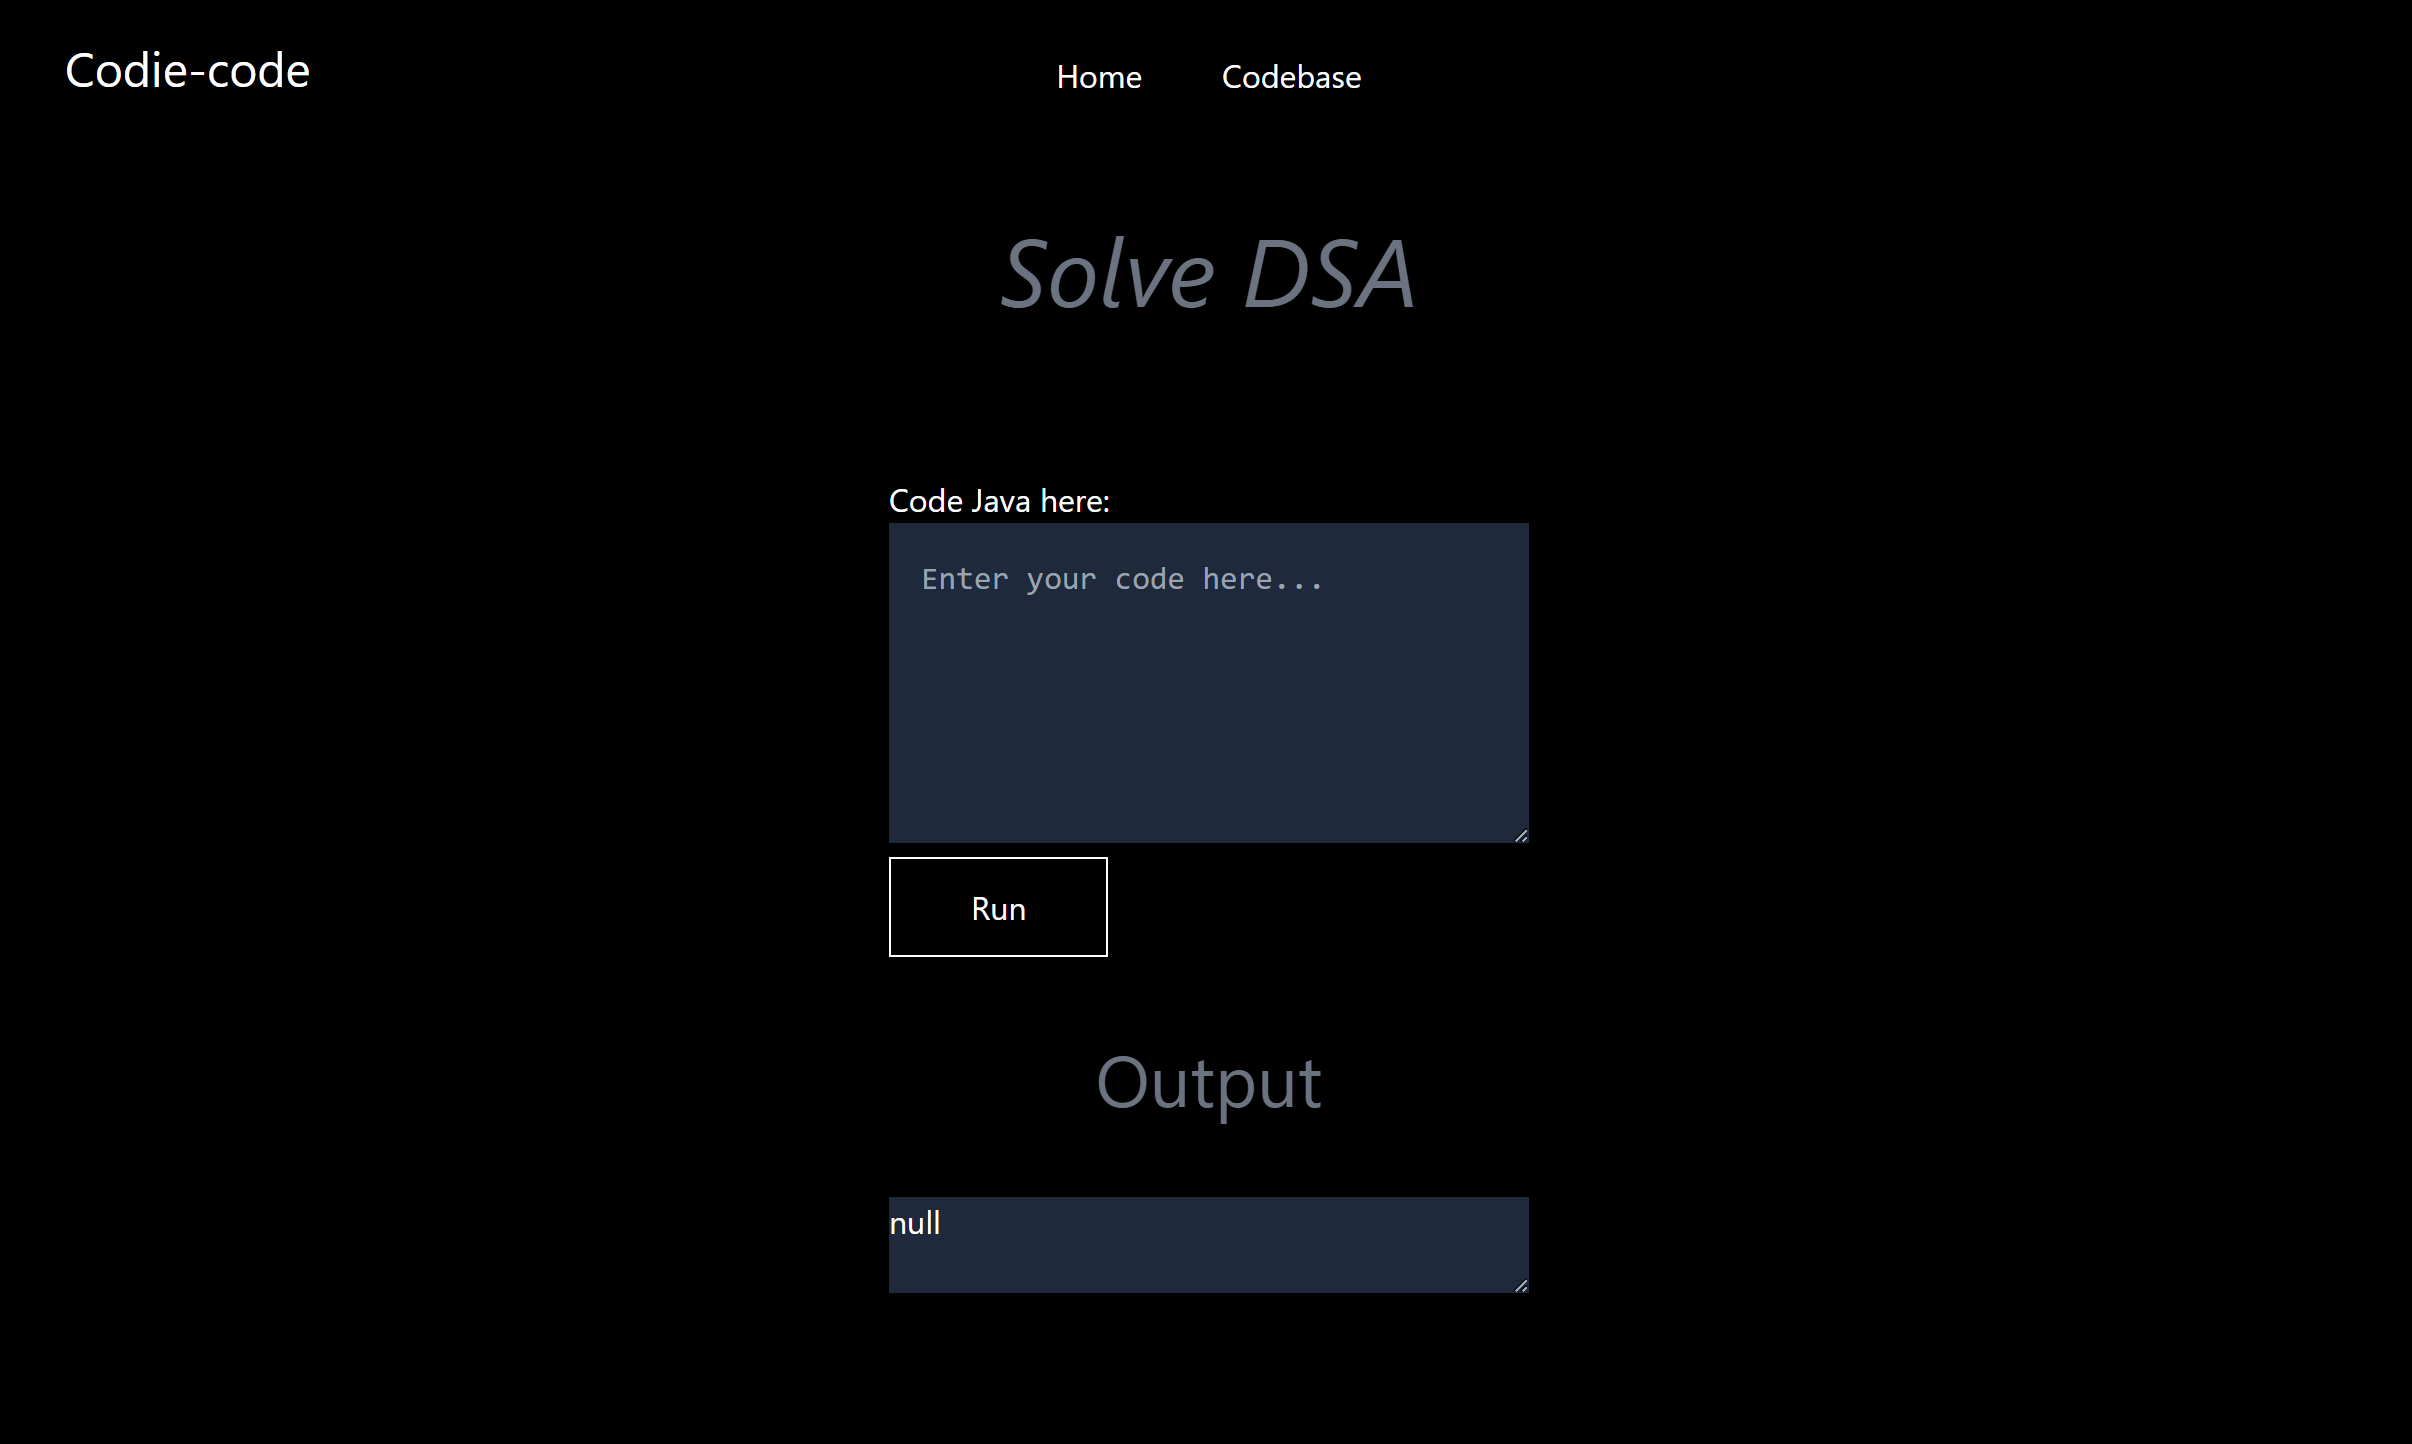 Codie-code
Home Codebase
Solve DSA
Code Java here:
Enter your code here...
Run
Output
null